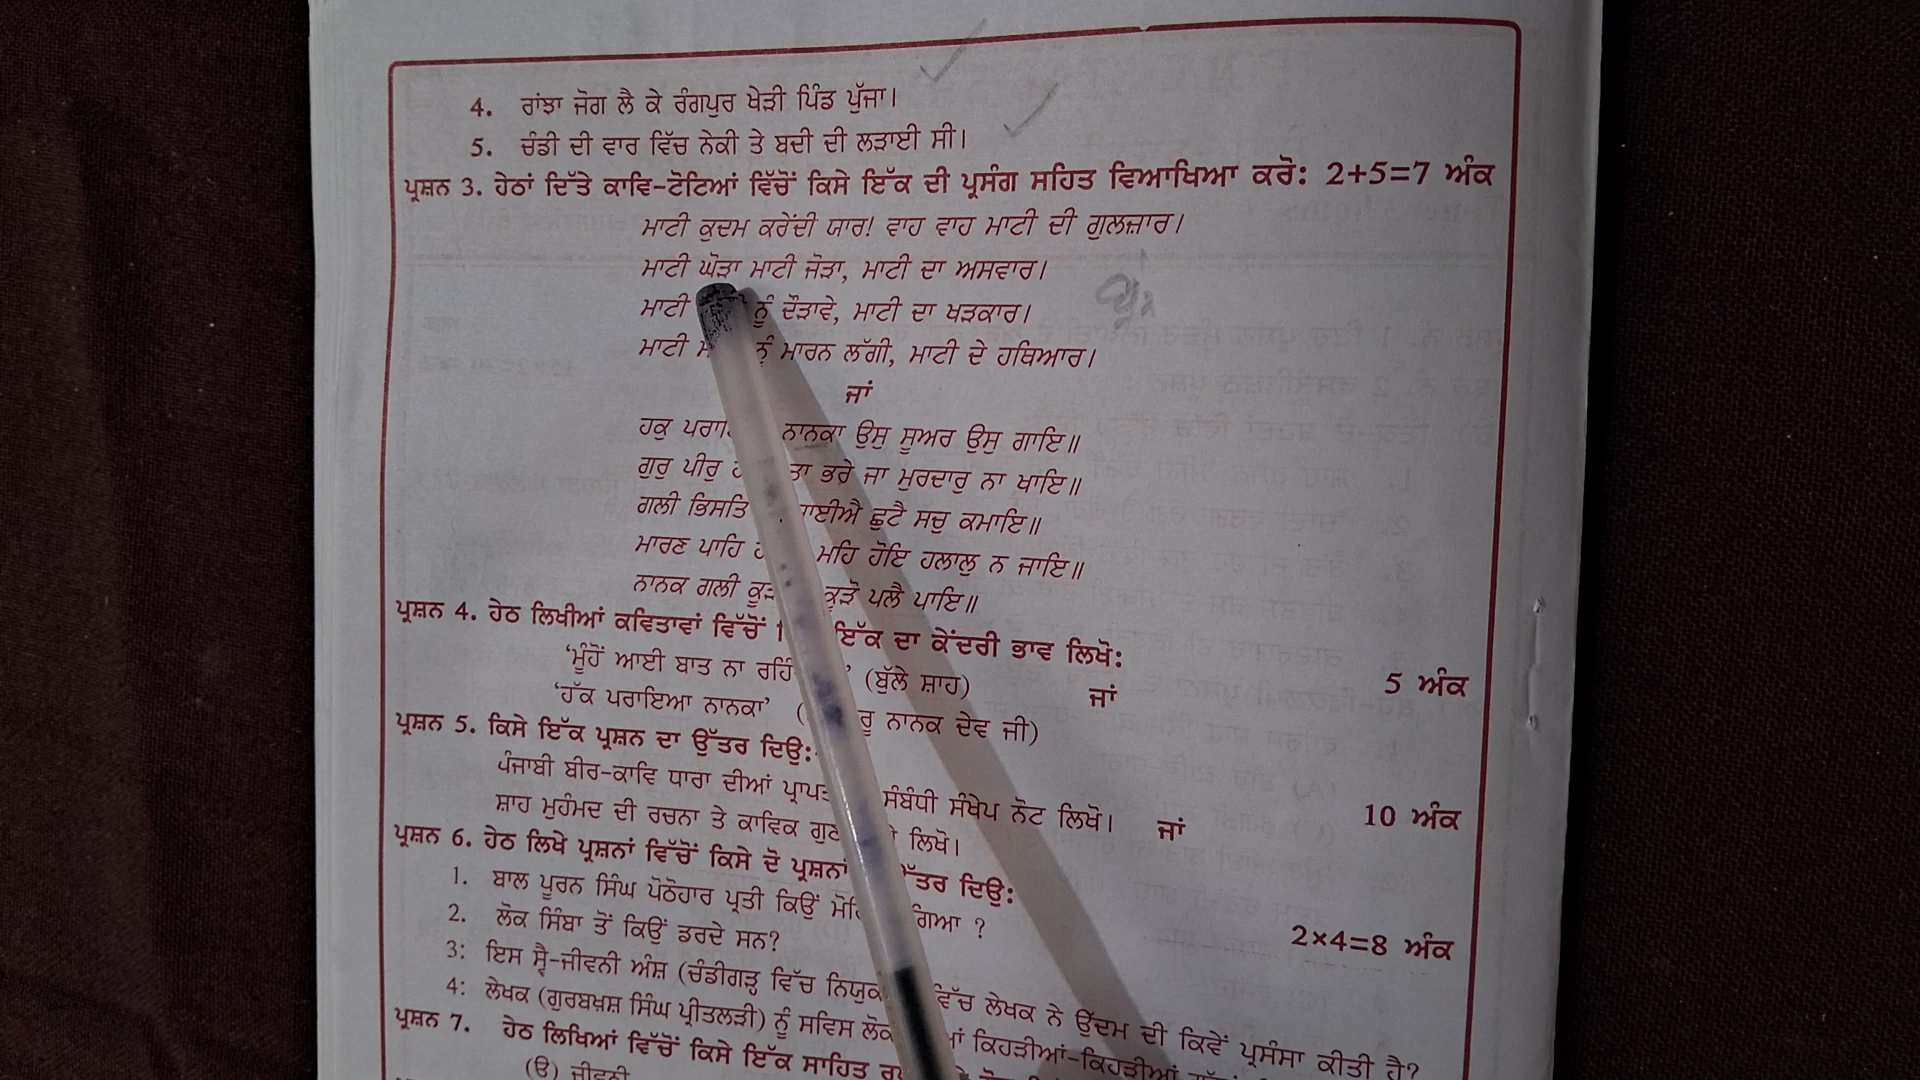 4. ਰਾਂਝਾ ਜੋਗ ਲੈ ਕੇ ਰੰਗਪੁਰ ਖੇੜੀ ਪਿੰਡ ਪੁੱਜਾ।
5. ਚੰਡੀ ਦੀ ਵਾਰ ਵਿੱਚ ਨੇਕੀ ਤੇ ਬਦੀ ਦੀ ਲੜਾਈ ਸੀ।
ਪ੍ਰਸ਼ਨ 3. ਹੇਠਾਂ ਦਿੱਤੇ ਕਾਵਿ-ਟੋਟਿਆਂ ਵਿੱਚੋਂ ਕਿਸੇ ਇੱਕ ਦੀ ਪ੍ਰਸੰਗ ਸਹਿਤ ਵਿਆਖਿਆ ਕਰੋ: 2+5=7 ਅੰਕ
ਮਾਟੀ ਕੁਦਮ ਕਰੇਂਦੀ ਯਾਰ! ਵਾਹ ਵਾਹ ਮਾਟੀ ਦੀ ਗੁਲਜ਼ਾਰ।
ਮਾਟੀ ਘੋੜਾ ਮਾਟੀ ਜੋੜਾ, ਮਾਟੀ ਦਾ ਅਸਵਾਰ।
ਮਾਟੀ ਨੂੰ ਦੌੜਾਵੇ, ਮਾਟੀ ਦਾ ਖੜਕਾਰ।
ਮਾਟੀ ਨੂੰ ਮਾਰਨ ਲੱਗੀ, ਮਾਟੀ ਦੇ ਹਥਿਆਰ।
ਜਾਂ
ਹਕੁ ਨਾਨਕਾ ਉਸੁ ਸੂਅਰ ਉਸੁ ਗਾਇ॥
ਗੁਰੁ ਪੀਰੁ ਤਾ ਭਰੇ ਜਾ ਮੁਰਦਾਰੁ ਨਾ ਖਾਇ॥
ਗਲੀ ਭਿਸਤਿ ਛੁਟੈ ਸਚੁ ਕਮਾਇ॥
ਮਾਰਣ ਪਾਹਿ ਮਹਿ ਹੋਇ ਹਲਾਲੁ ਨ ਜਾਇ॥
ਨਾਨਕ ਗਲੀ ਕੂੜੋ ਪਲੈ ਪਾਇ॥
ਪ੍ਰਸ਼ਨ 4. ਹੇਠ ਲਿਖੀਆਂ ਕਵਿਤਾਵਾਂ ਵਿੱਚੋਂ ਇੱਕ ਦਾ ਕੇਂਦਰੀ ਭਾਵ ਲਿਖੋ: 5 ਅੰਕ
‘ਮੂੰਹੋਂ ਆਈ ਬਾਤ ਨਾ (ਬੁੱਲੇ ਸ਼ਾਹ) ਜਾਂ
‘ਹੱਕ ਪਰਾਇਆ ਨਾਨਕਾ’ ਨਾਨਕ ਦੇਵ ਜੀ)
ਪ੍ਰਸ਼ਨ 5. ਕਿਸੇ ਇੱਕ ਪ੍ਰਸ਼ਨ ਦਾ ਉੱਤਰ ਦਿਉ: 10 ਅੰਕ
ਪੰਜਾਬੀ ਬੀਰ-ਕਾਵਿ ਧਾਰਾ ਦੀਆਂ ਸੰਬੰਧੀ ਸੰਖੇਪ ਨੋਟ ਲਿਖੋ। ਜਾਂ
ਸ਼ਾਹ ਮੁਹੰਮਦ ਦੀ ਰਚਨਾ ਤੇ ਕਾਵਿਕ ਲਿਖੋ।
ਪ੍ਰਸ਼ਨ 6. ਹੇਠ ਲਿਖੇ ਪ੍ਰਸ਼ਨਾਂ ਵਿੱਚੋਂ ਕਿਸੇ ਦੋ ਪ੍ਰਸ਼ਨਾਂ ਦਿਉ: 2×4=8 ਅੰਕ
1. ਬਾਲ ਪੂਰਨ ਸਿੰਘ ਪੋਠੋਹਾਰ ਪ੍ਰਤੀ ਕਿਉਂ ਗਿਆ ?
2. ਲੋਕ ਸਿੰਬਾ ਤੋਂ ਕਿਉਂ ਡਰਦੇ ਸਨ?
3: ਇਸ ਸ੍ਵੈ-ਜੀਵਨੀ ਅੰਸ਼ (ਚੰਡੀਗੜ੍ਹ ਵਿੱਚ ਵਿੱਚ ਲੇਖਕ ਨੇ ਉੱਦਮ ਦੀ ਕਿਵੇਂ ਪ੍ਰਸੰਸਾ ਕੀਤੀ ਹੈ?
4: ਲੇਖਕ (ਗੁਰਬਖ਼ਸ਼ ਸਿੰਘ ਪ੍ਰੀਤਲੜੀ) ਨੂੰ ਸਵਿਸ ਕਿਹੜੀਆਂ-ਕਿਹੜੀਆਂ
ਪ੍ਰਸ਼ਨ 7. ਹੇਠ ਲਿਖਿਆਂ ਵਿੱਚੋਂ ਕਿਸੇ ਇੱਕ ਸਾਹਿਤ
(ੳ) ਜੀਵਨੀ